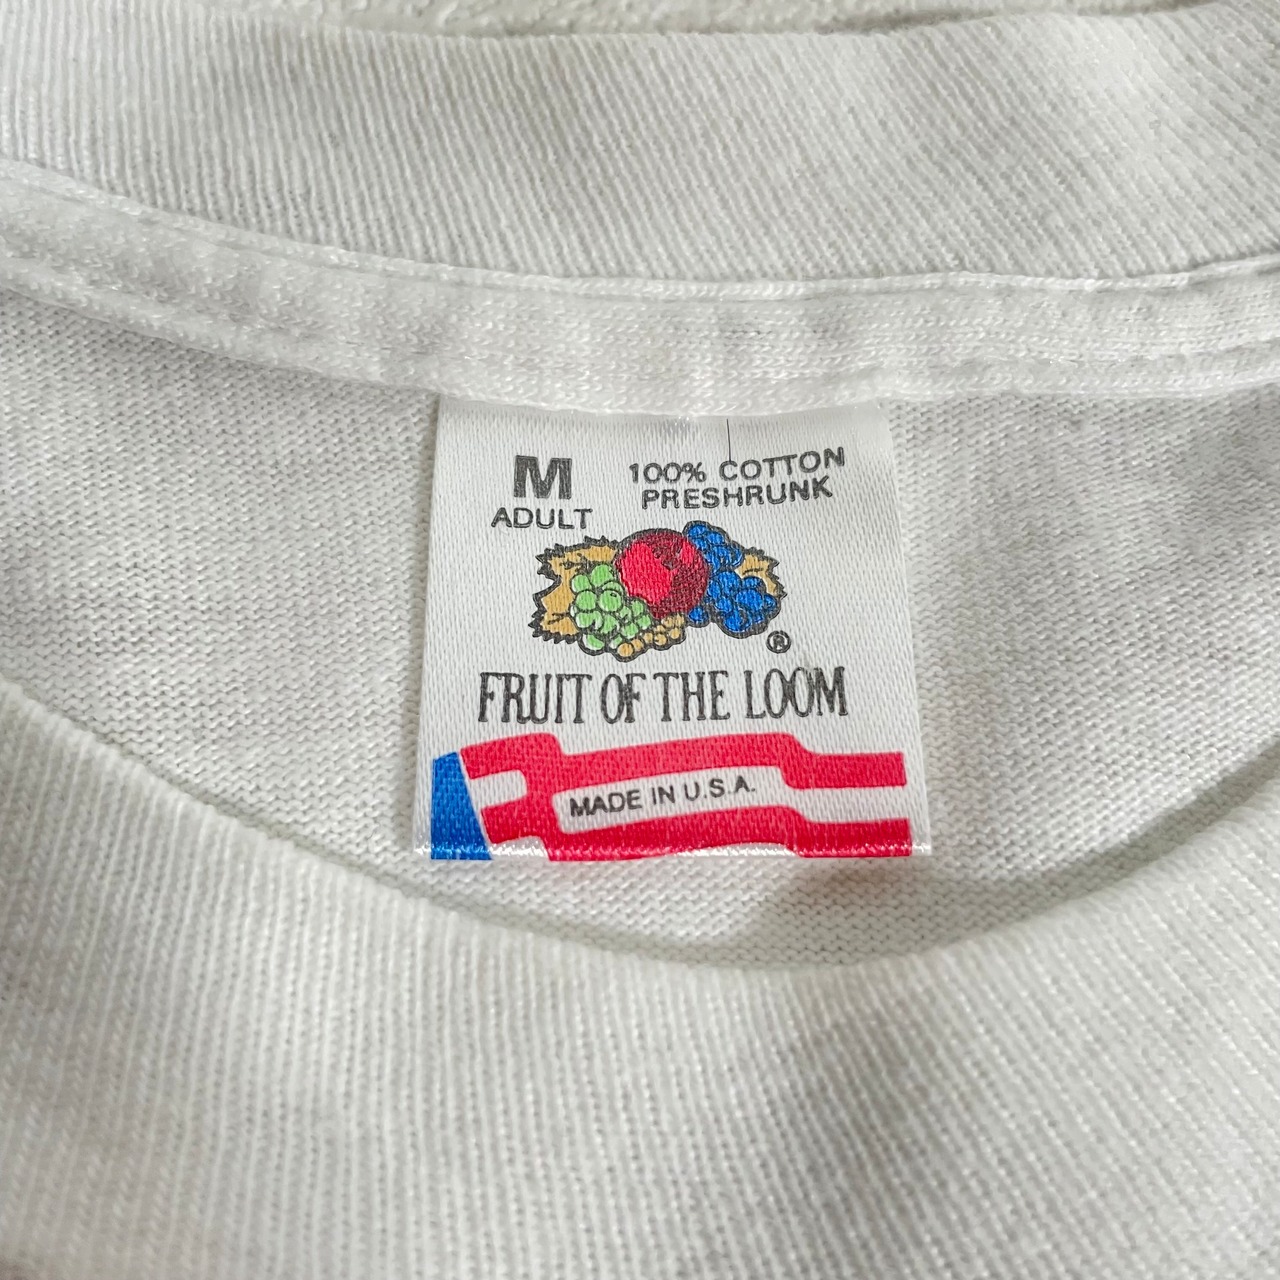 M
ADULT
100% COTTON
PRESHRUNK
®
FRUIT OF THE LOOM
MADE IN U.S.A.